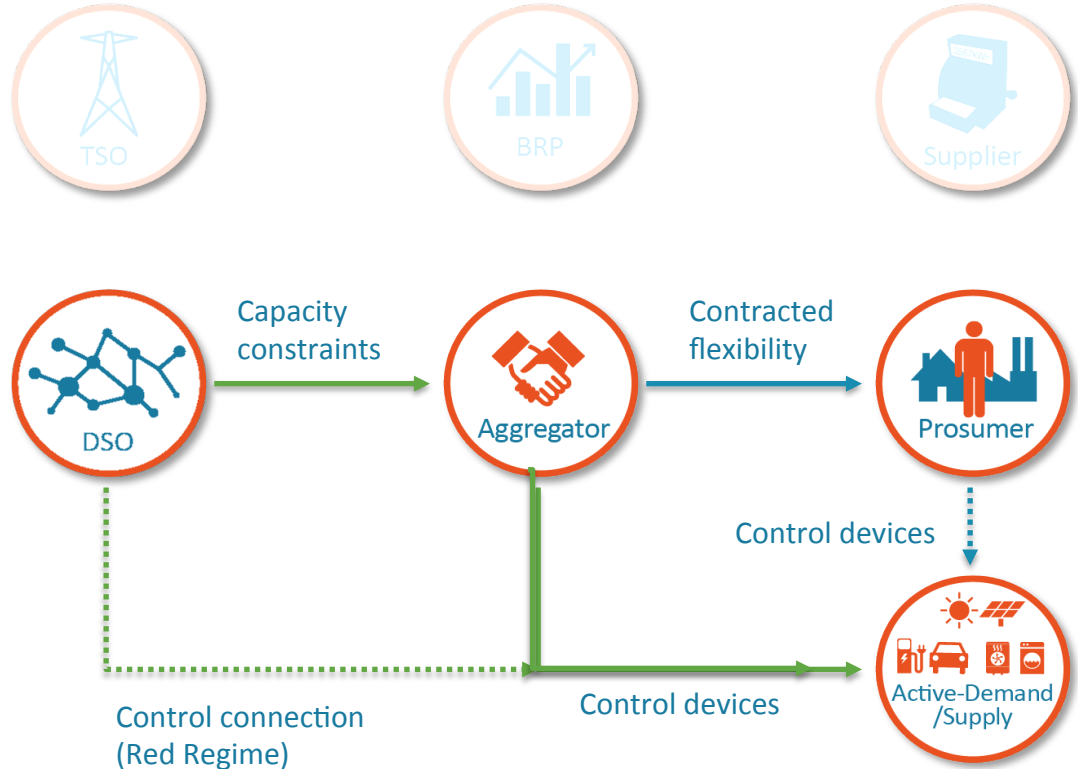 TSO
BRP
Supplier
Capacity
constraints
Contracted
flexibility
DSO
Aggregator
Prosumer
Control devices
Active-Demand
/Supply
Control devices
Control connection
(Red Regime)